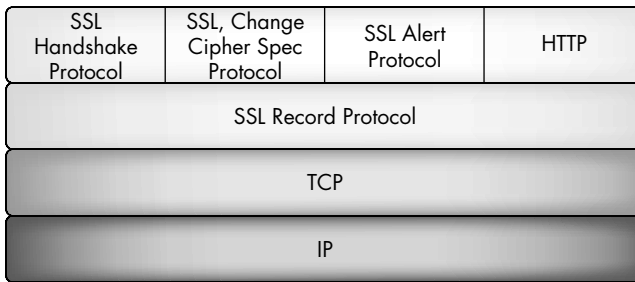 SSL
Handshake
Protocol
SSL, Change
Cipher Spec
Protocol
SSL Alert
Protocol
HTTP
SSL Record Protocol
TCP
IP